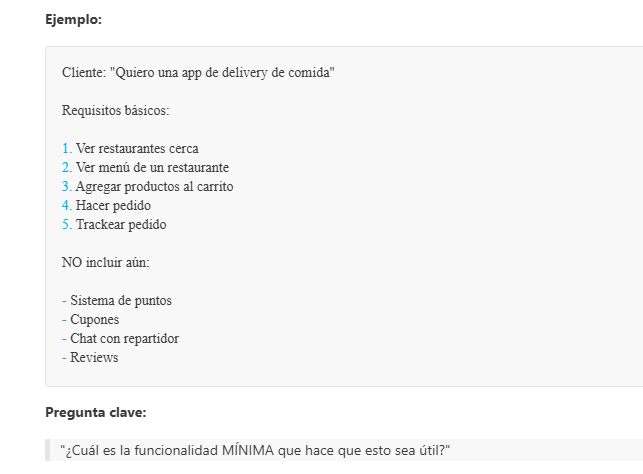 Ejemplo:
Cliente: "Quiero una app de delivery de comida"
Requisitos básicos:
1. Ver restaurantes cerca
2. Ver menú de un restaurante
3. Agregar productos al carrito
4. Hacer pedido
5. Trackear pedido
NO incluir aún:
- Sistema de puntos
- Cupones
- Chat con repartidor
- Reviews
Pregunta clave:
"¿Cuál es la funcionalidad MÍNIMA que hace que esto sea útil?"